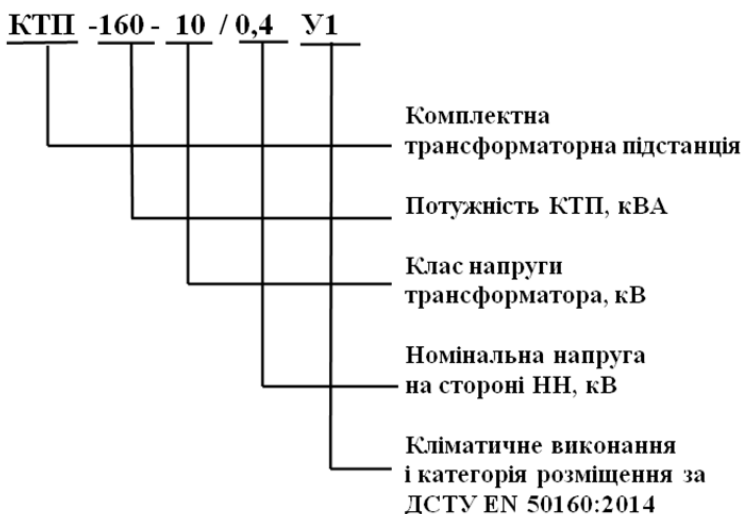 КТП -160 - 10 / 0,4 У1
Комплектна
трансформаторна підстанція
Потужність КТП, кВА
Клас напруги
трансформатора, кВ
Номінальна напруга
на стороні НН, кВ
Кліматичне виконання
і категорія розміщення за
ДСТУ EN 50160:2014